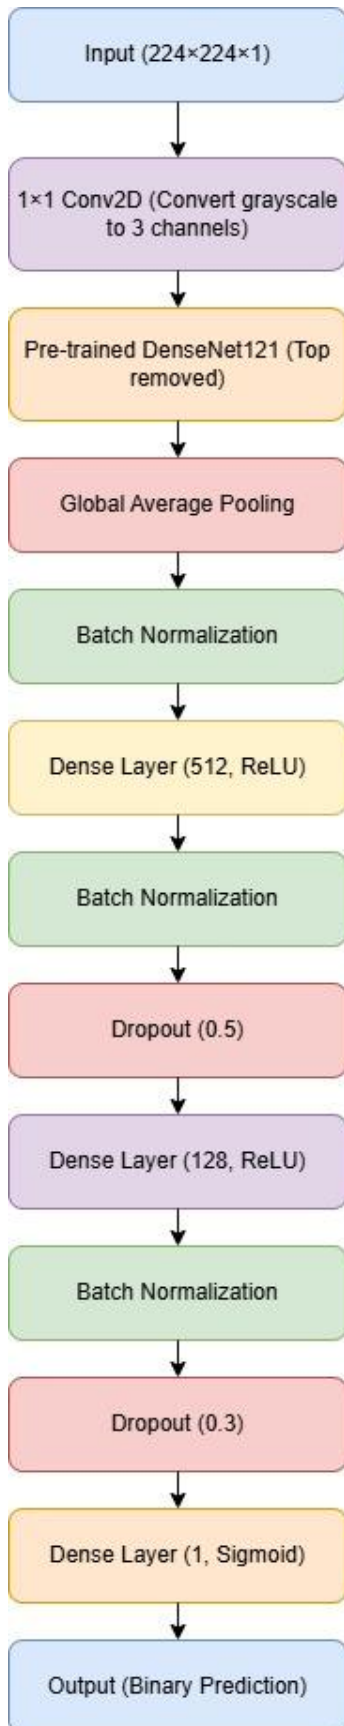 Input (224×224×1)
1×1 Conv2D (Convert grayscale
to 3 channels)
Pre-trained DenseNet121 (Top
removed)
Global Average Pooling
Batch Normalization
Dense Layer (512, ReLU)
Batch Normalization
Dropout (0.5)
Dense Layer (128, ReLU)
Batch Normalization
Dropout (0.3)
Dense Layer (1, Sigmoid)
Output (Binary Prediction)